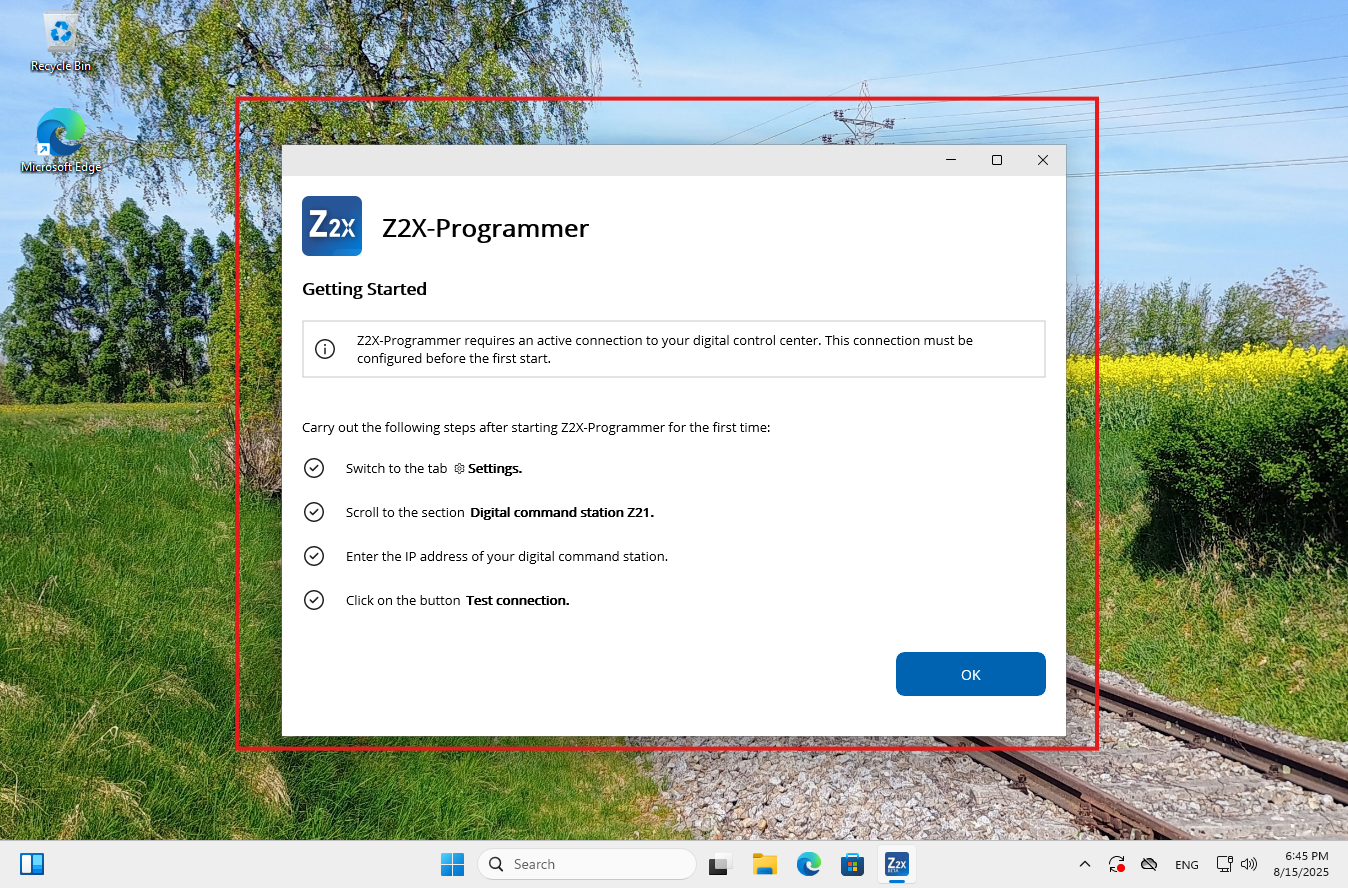 Recycle Bin
Microsoft Edge
Z2X
Z2X-Programmer
Getting Started
Z2X-Programmer requires an active connection to your digital control center. This connection must be
configured before the first start.
Carry out the following steps after starting Z2X-Programmer for the first time:
Switch to the tab Settings.
Scroll to the section Digital command station Z21.
Enter the IP address of your digital command station.
Click on the button Test connection.
OK
Search
Z2X
BETA
ENG
6:45 PM
8/15/2025